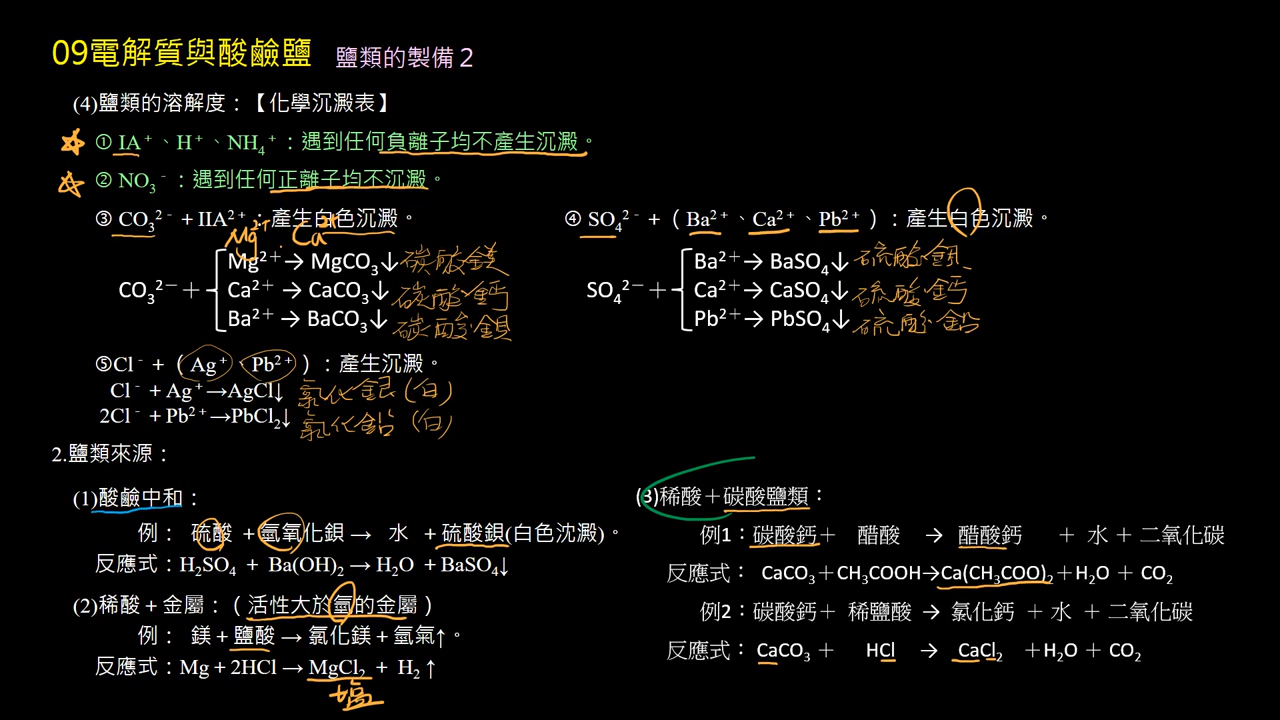 09電解質與酸鹼鹽 鹽類的製備２
(4)鹽類的溶解度：【化學沉澱表】
① IA⁺、H⁺、NH₄⁺：遇到任何負離子均不產生沉澱。
② NO₃⁻：遇到任何正離子均不沉澱。
③ CO₃²⁻＋IIA²⁺：產生白色沉澱。
Mg²⁺ Ca²⁺
CO₃²⁻＋
Mg²⁺→ MgCO₃↓ 碳酸鎂
Ca²⁺→ CaCO₃↓ 碳酸鈣
Ba²⁺→ BaCO₃↓ 碳酸鋇
④ SO₄²⁻＋（Ba²⁺、Ca²⁺、Pb²⁺）：產生白色沉澱。
SO₄²⁻＋
Ba²⁺→ BaSO₄↓ 硫酸鋇
Ca²⁺→ CaSO₄↓ 硫酸鈣
Pb²⁺→ PbSO₄↓ 硫酸鉛
⑤Cl⁻＋（Ag⁺、Pb²⁺）：產生沉澱。
Cl⁻＋Ag⁺→AgCl↓ 氯化銀(白)
2Cl⁻＋Pb²⁺→PbCl₂↓ 氯化鉛(白)
2.鹽類來源：
(1)酸鹼中和：
例： 硫酸 ＋氫氧化鋇→ 水 ＋硫酸鋇(白色沈澱)。
反應式：H₂SO₄ ＋ Ba(OH)₂→H₂O ＋BaSO₄↓
(2)稀酸＋金屬：（活性大於氫的金屬）
例： 鎂＋鹽酸→氯化鎂＋氫氣↑。
反應式：Mg＋2HCl→MgCl₂ ＋ H₂↑
塩
(3)稀酸＋碳酸鹽類：
例1：碳酸鈣＋ 醋酸 → 醋酸鈣 ＋ 水 ＋二氧化碳
反應式： CaCO₃＋CH₃COOH→Ca(CH₃COO)₂＋H₂O ＋ CO₂
例2：碳酸鈣＋ 稀鹽酸 → 氯化鈣 ＋ 水 ＋ 二氧化碳
反應式： CaCO₃＋ HCl → CaCl₂ ＋H₂O ＋ CO₂